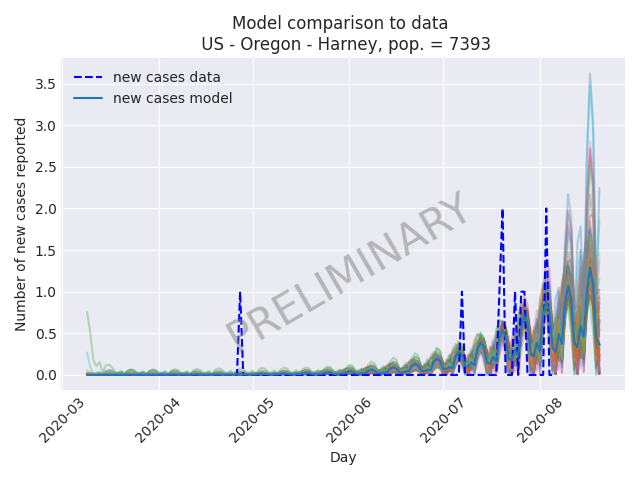 Model comparison to data
US - Oregon - Harney, pop. = 7393
new cases data
new cases model
PRELIMINARY
Number of new cases reported
3.5
3.0
2.5
2.0
1.5
1.0
0.5
0.0
2020-03
2020-04
2020-05
2020-06
2020-07
2020-08
Day